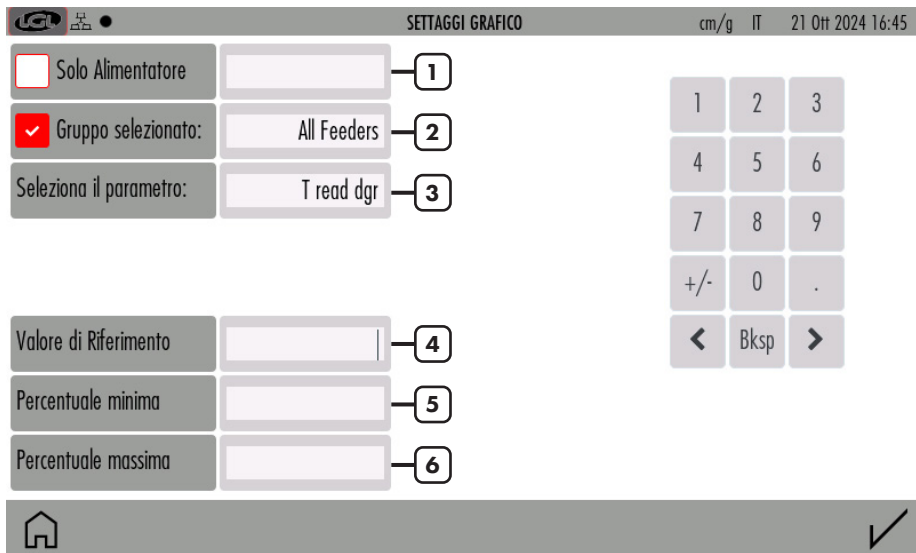 LGL SETTAGGI GRAFICO cm/g IT 21 Ott 2024 16:45
Solo Alimentatore 1
Gruppo selezionato: All Feeders 2
Seleziona il parametro: T read dgr 3
1 2 3
4 5 6
7 8 9
+/- 0 .
Valore di Riferimento 4
< Bksp >
Percentuale minima 5
Percentuale massima 6